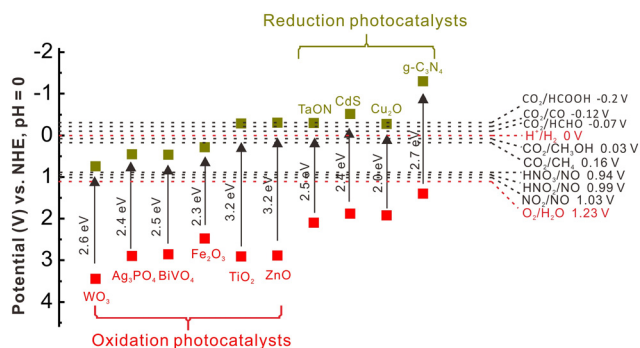 Reduction photocatalysts
Potential (V) vs. NHE, pH = 0
-2
-1
0
1
2
3
4
g-C₃N₄
CdS
TaON
Cu₂O
2.6 eV
2.4 eV
2.5 eV
2.3 eV
3.2 eV
3.2 eV
2.5 eV
2.4 eV
2.0 eV
2.7 eV
WO₃
Ag₃PO₄
BiVO₄
Fe₂O₃
TiO₂
ZnO
Oxidation photocatalysts
CO₂/HCOOH -0.2 V
CO₂/CO -0.12 V
CO₂/HCHO -0.07 V
H⁺/H₂ 0 V
CO₂/CH₃OH 0.03 V
CO₂/CH₄ 0.16 V
HNO₃/NO 0.94 V
HNO₂/NO 0.99 V
NO₂/NO 1.03 V
O₂/H₂O 1.23 V